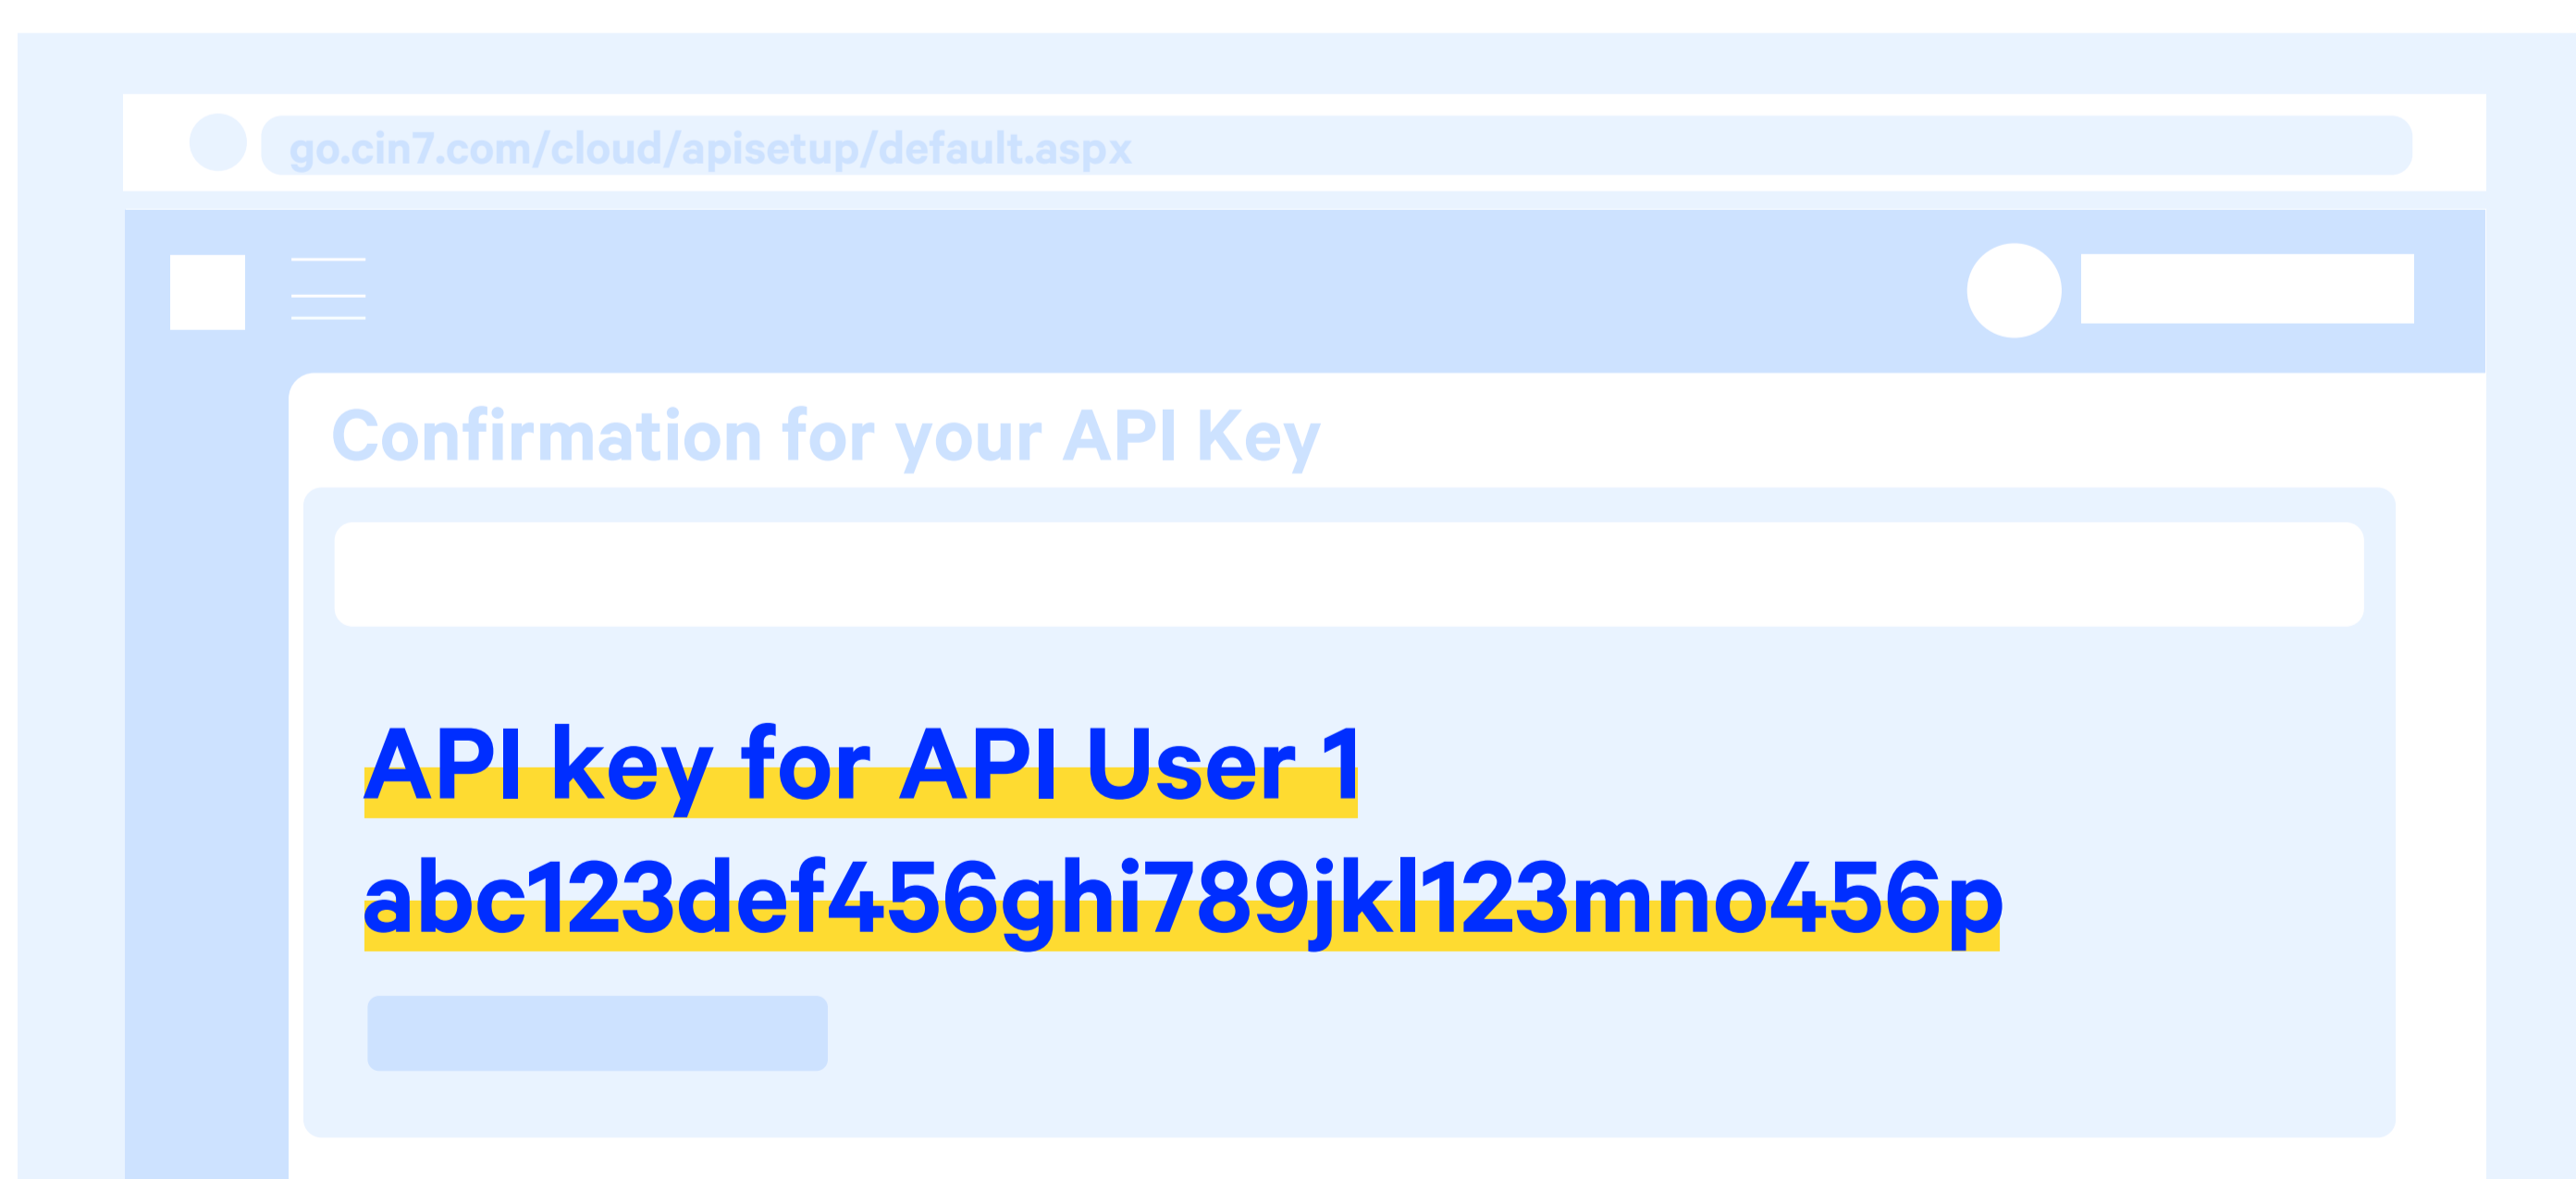 go.cin7.com/cloud/apisetup/default.aspx
Confirmation for your API Key
API key for API User 1
abc123def456ghi789jkl123mno456p